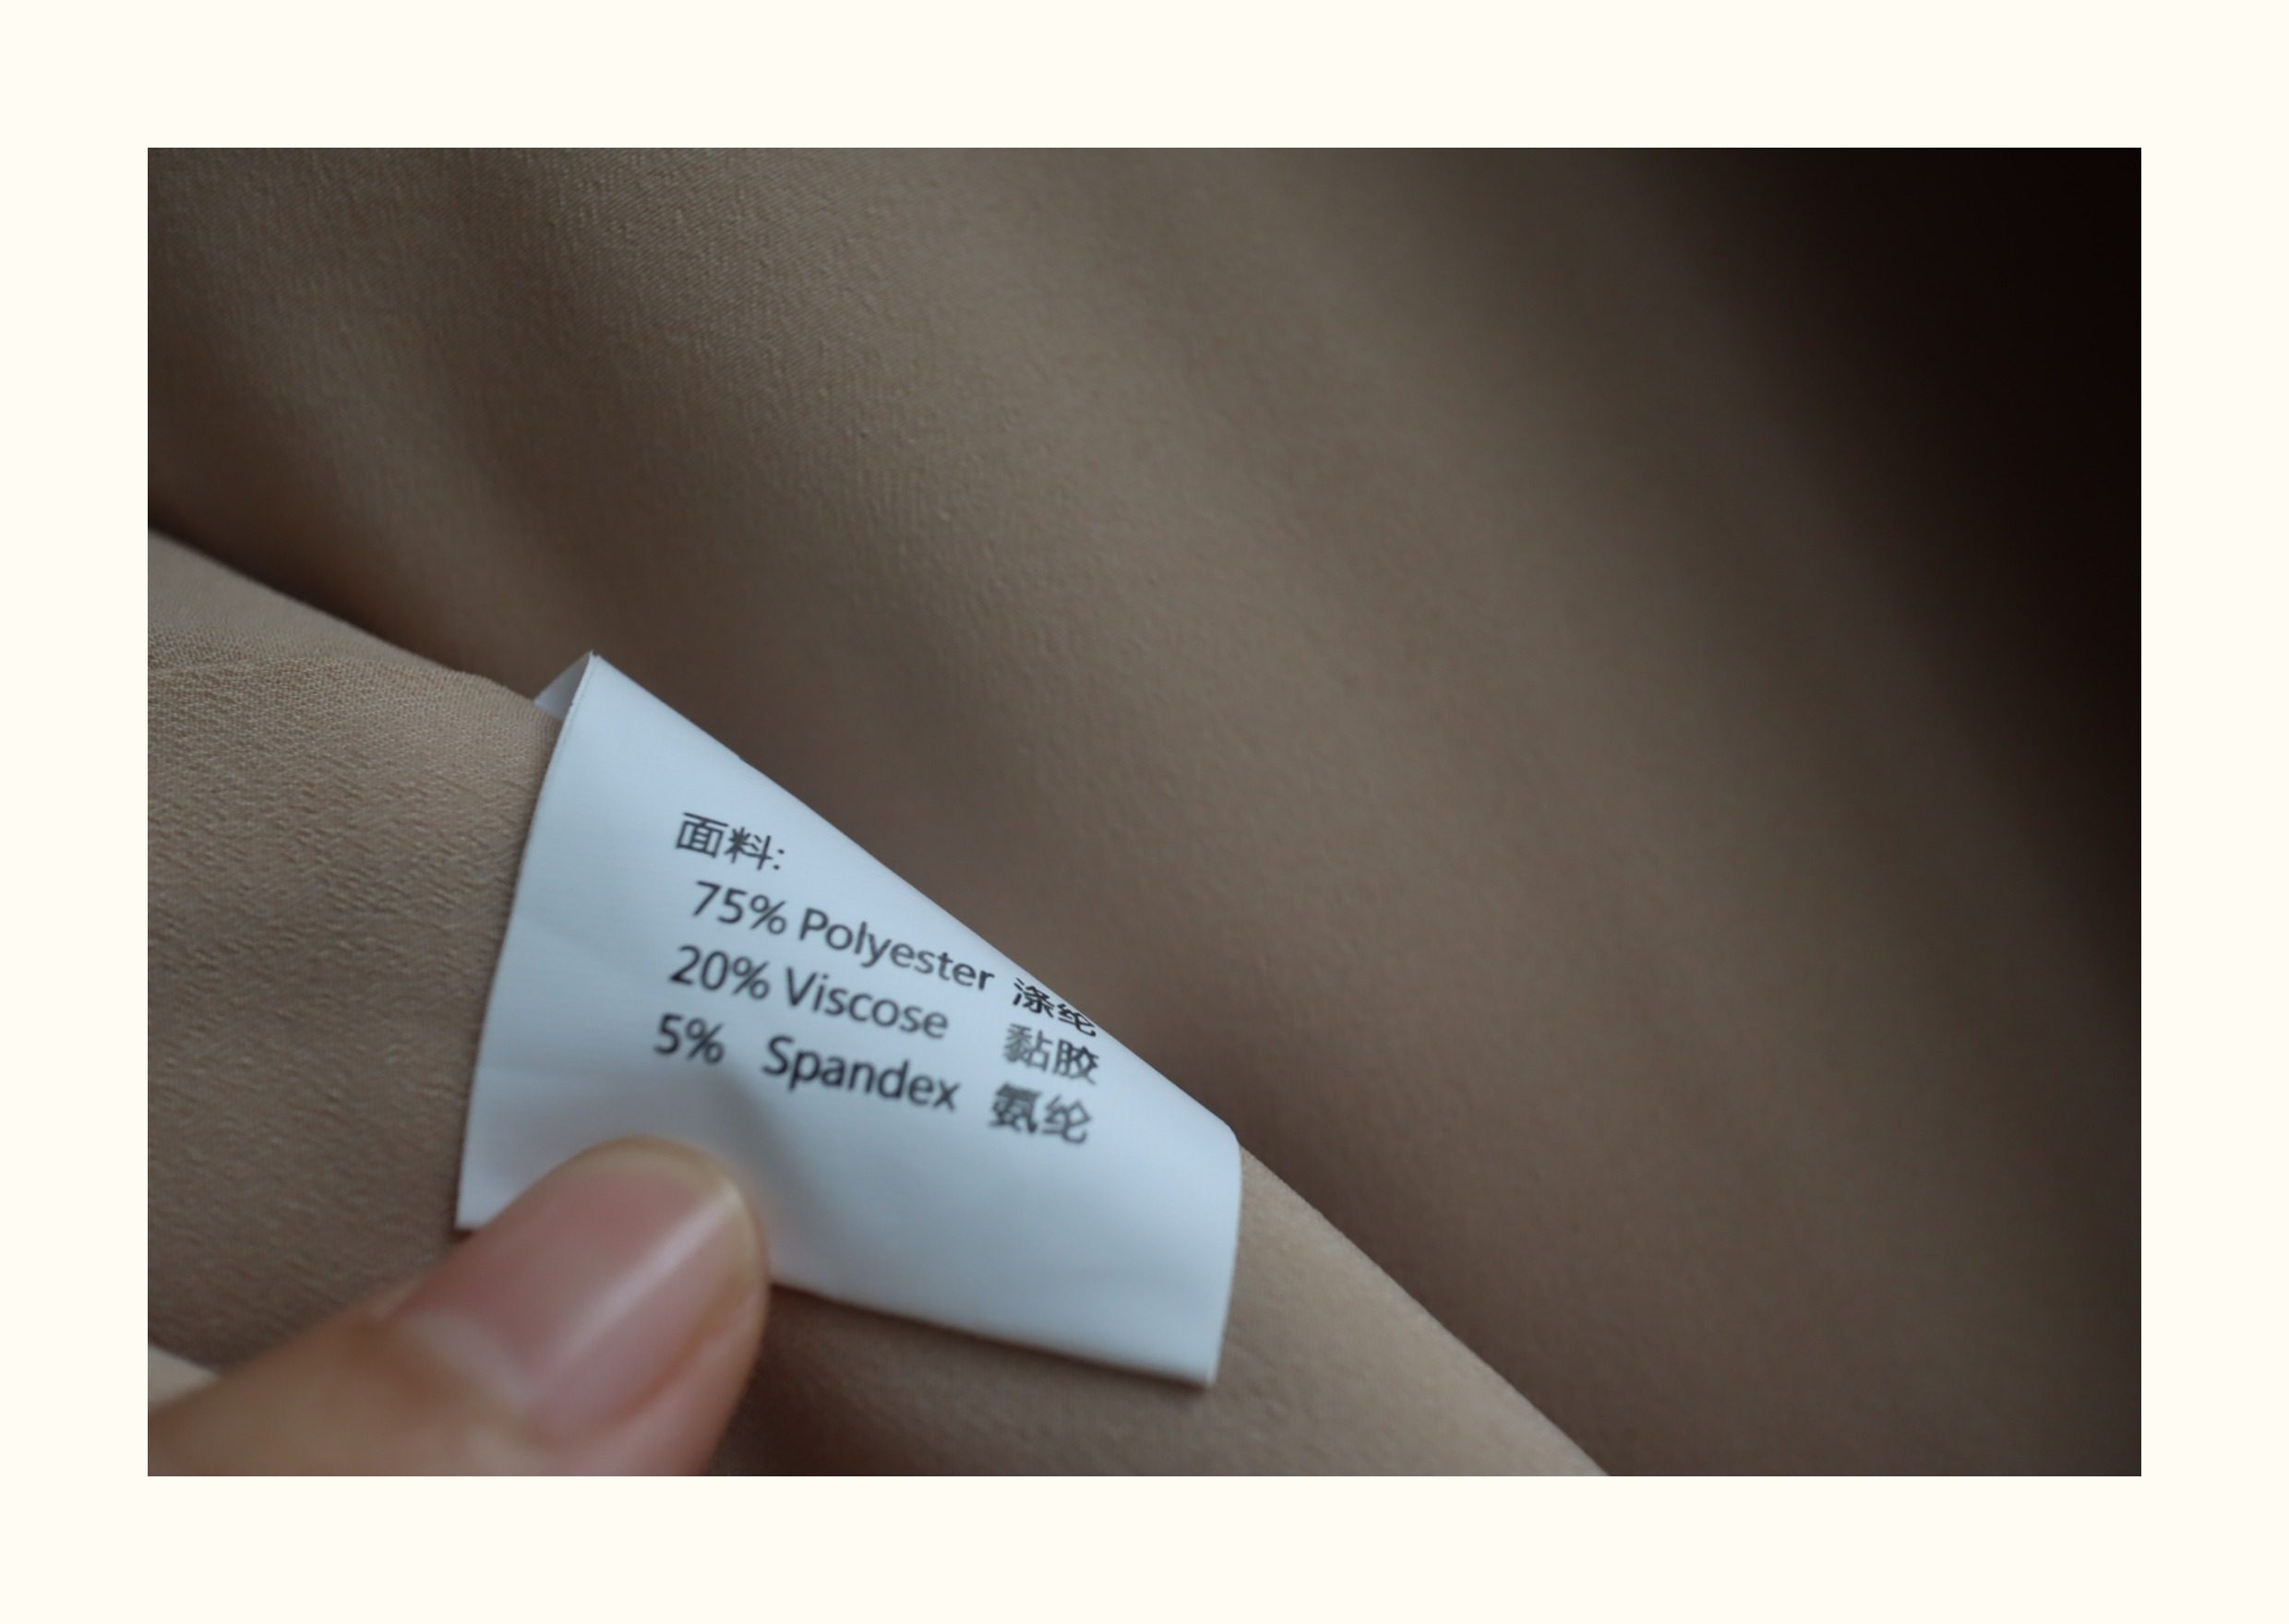 面料:
75% Polyester 涤纶
20% Viscose 黏胶
5% Spandex 氨纶